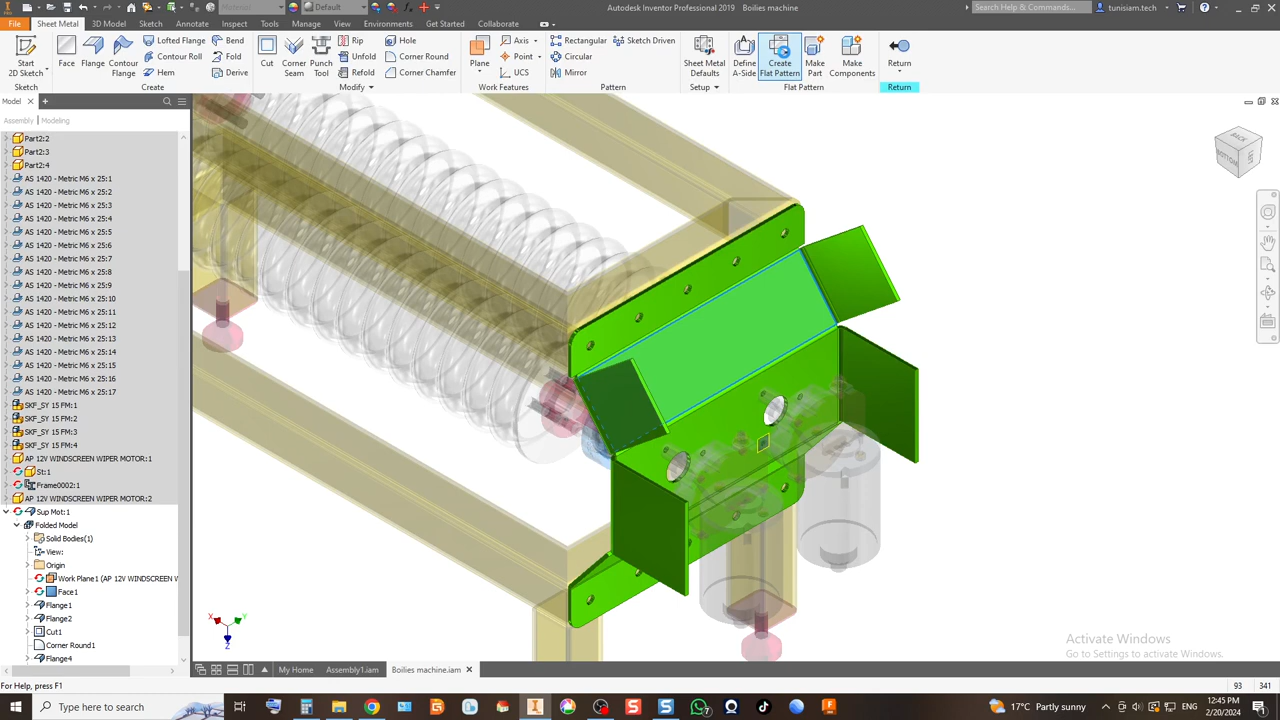 Material
Default
Autodesk Inventor Professional 2019 Boilies machine
Search Help & Commands...
tunisiam.tech
File Sheet Metal 3D Model Sketch Annotate Inspect Tools Manage View Environments Get Started Collaborate
Start
2D Sketch
Face
Flange
Contour
Flange
Lofted Flange
Contour Roll
Hem
Bend
Fold
Derive
Cut
Corner
Seam
Punch
Tool
Rip
Unfold
Refold
Hole
Corner Round
Corner Chamfer
Plane
Axis
Point
UCS
Rectangular
Circular
Mirror
Sketch Driven
Sheet Metal
Defaults
Define
A-Side
Create
Flat Pattern
Make
Part
Make
Components
Return
Sketch Create Modify Work Features Pattern Setup Flat Pattern Return
Model
Assembly Modeling
Part2:2
Part2:3
Part2:4
AS 1420 - Metric M6 x 25:1
AS 1420 - Metric M6 x 25:2
AS 1420 - Metric M6 x 25:3
AS 1420 - Metric M6 x 25:4
AS 1420 - Metric M6 x 25:5
AS 1420 - Metric M6 x 25:6
AS 1420 - Metric M6 x 25:7
AS 1420 - Metric M6 x 25:8
AS 1420 - Metric M6 x 25:9
AS 1420 - Metric M6 x 25:10
AS 1420 - Metric M6 x 25:11
AS 1420 - Metric M6 x 25:12
AS 1420 - Metric M6 x 25:13
AS 1420 - Metric M6 x 25:14
AS 1420 - Metric M6 x 25:15
AS 1420 - Metric M6 x 25:16
AS 1420 - Metric M6 x 25:17
SKF_SY 15 FM:1
SKF_SY 15 FM:2
SKF_SY 15 FM:3
SKF_SY 15 FM:4
AP 12V WINDSCREEN WIPER MOTOR:1
St:1
Frame0002:1
AP 12V WINDSCREEN WIPER MOTOR:2
Sup Mot:1
Folded Model
Solid Bodies(1)
View:
Origin
Work Plane1 (AP 12V WINDSCREEN W
Face1
Flange1
Flange2
Cut1
Corner Round1
Flange4
BACK
BOTTOM
X
Y
Z
Activate Windows
Go to Settings to activate Windows.
My Home Assembly1.iam Boilies machine.iam
For Help, press F1
93 341
Type here to search
17°C Partly sunny
12:45 PM
2/20/2024